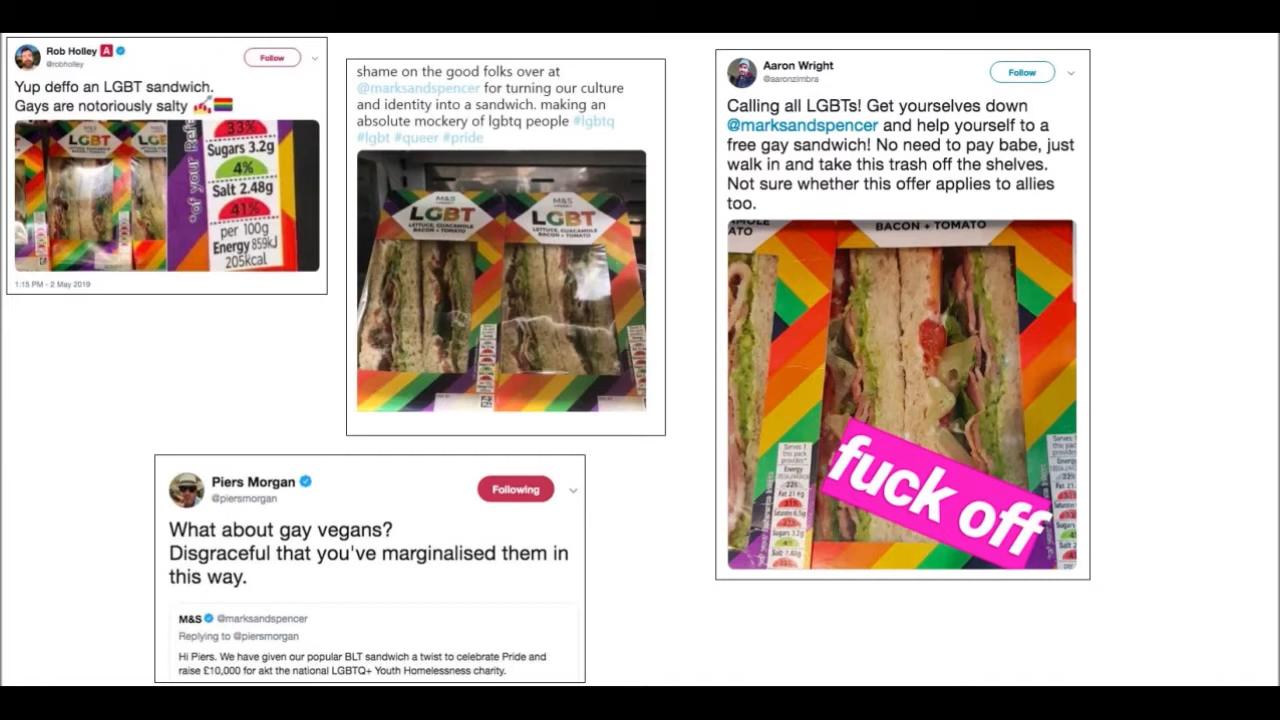 Rob Holley A
@robholley
Follow
Yup deffo an LGBT sandwich.
Gays are notoriously salty
M&S
LGBT
33%
Sugars 3.2g
4%
Salt 2.48g
41%
per 100g
Energy 859kJ
205kcal
1:15 PM - 2 May 2019
shame on the good folks over at
@marksandspencer for turning our culture
and identity into a sandwich. making an
absolute mockery of lgbtq people #lgbtq
#lgbt #queer #pride
M&S
LGBT
LETTUCE, GUACAMOLE
BACON + TOMATO
M&S
LGBT
LETTUCE, GUACAMOLE
BACON + TOMATO
Aaron Wright
@aaronzimbra
Follow
Calling all LGBTs! Get yourselves down
@marksandspencer and help yourself to a
free gay sandwich! No need to pay babe, just
walk in and take this trash off the shelves.
Not sure whether this offer applies to allies
too.
BACON + TOMATO
fuck off
Piers Morgan
@piersmorgan
Following
What about gay vegans?
Disgraceful that you've marginalised them in
this way.
M&S @marksandspencer
Replying to @piersmorgan
Hi Piers. We have given our popular BLT sandwich a twist to celebrate Pride and
raise £10,000 for akt the national LGBTQ+ Youth Homelessness charity.